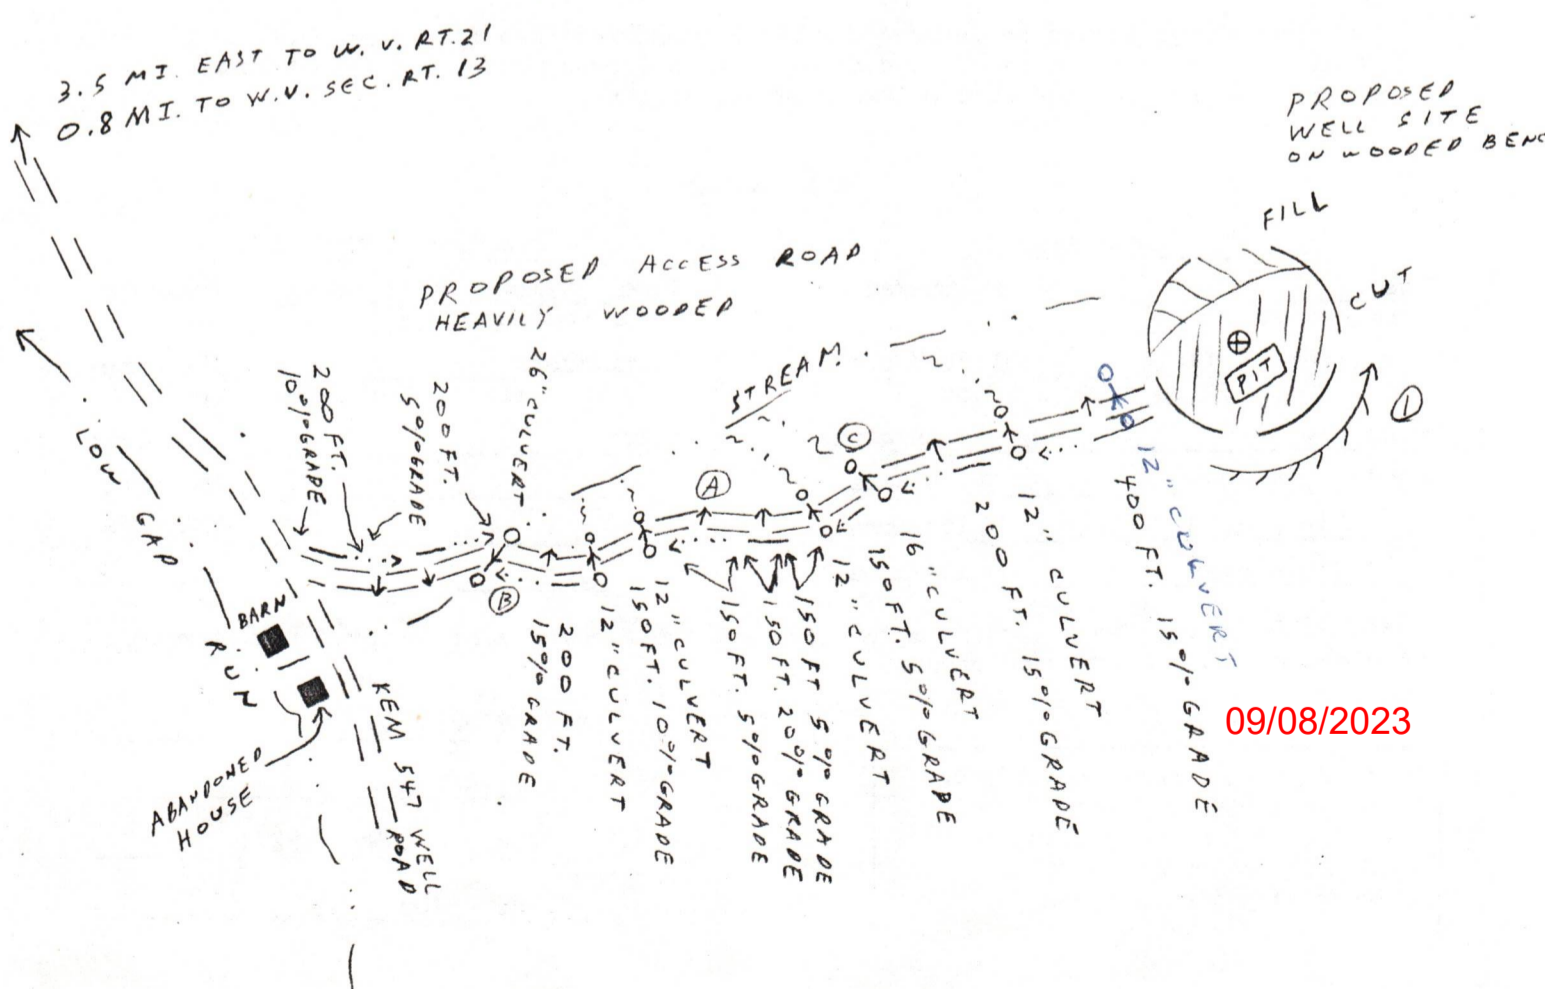 3.5 MI. EAST TO W.V. RT.21
0.8 MI. TO W.V. SEC. RT. 13
PROPOSED
WELL SITE
ON WOODED BENC
FILL
CUT
PIT
1
PROPOSED ACCESS ROAD
HEAVILY WOODED
STREAM
200 FT.
10% GRADE
200 FT.
5% GRADE
26" CULVERT
A
B
C
LOW GAP RUN
BARN
ABANDONED
HOUSE
KEM 547 WELL
ROAD
200 FT.
15% GRADE
12" CULVERT
12" CULVERT
150 FT. 10% GRADE
150 FT. 5% GRADE
150 FT. 20% GRADE
150 FT 5% GRADE
12" CULVERT
16" CULVERT
150 FT. 5% GRADE
12" CULVERT
200 FT. 15% GRADE
12" CULVERT
400 FT. 15% GRADE
09/08/2023